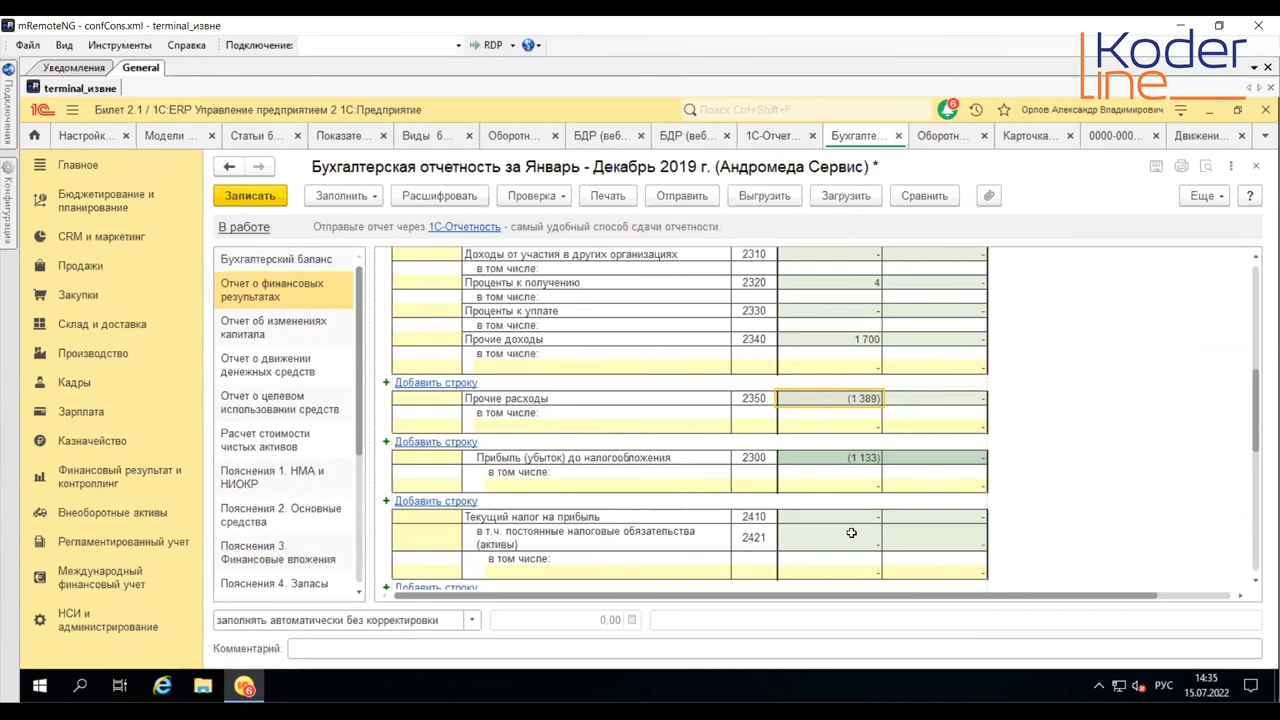 mRemoteNG - confCons.xml - terminal_извне
Файл Вид Инструменты Справка Подключение: RDP
Koder
line
Уведомления General
terminal_извне
Подключения
Конфигурация
1С Билет 2.1 / 1С:ERP Управление предприятием 2 1С:Предприятие Поиск Ctrl+Shift+F 6 Орлов Александр Владимирович
Настройк... Модели ... Статьи б... Показате... Виды б... Оборотн... БДР (веб... БДР (веб... 1С-Отчет... Бухгалте... Оборотн... Карточка... 0000-000... Движени...
Главное
Бюджетирование и планирование
CRM и маркетинг
Продажи
Закупки
Склад и доставка
Производство
Кадры
Зарплата
Казначейство
Финансовый результат и контроллинг
Внеоборотные активы
Регламентированный учет
Международный финансовый учет
НСИ и администрирование
Бухгалтерская отчетность за Январь - Декабрь 2019 г. (Андромеда Сервис) *
Записать Заполнить Расшифровать Проверка Печать Отправить Выгрузить Загрузить Сравнить Еще ?
В работе Отправьте отчет через 1С-Отчетность - самый удобный способ сдачи отчетности.
Бухгалтерский баланс
Отчет о финансовых результатах
Отчет об изменениях капитала
Отчет о движении денежных средств
Отчет о целевом использовании средств
Расчет стоимости чистых активов
Пояснения 1. НМА и НИОКР
Пояснения 2. Основные средства
Пояснения 3. Финансовые вложения
Пояснения 4. Запасы
Доходы от участия в других организациях 2310 - -
в том числе:
Проценты к получению 2320 4 -
в том числе:
Проценты к уплате 2330 - -
в том числе:
Прочие доходы 2340 1 700 -
в том числе:
- -
+ Добавить строку
Прочие расходы 2350 (1 389) -
в том числе:
- -
+ Добавить строку
Прибыль (убыток) до налогообложения 2300 (1 133) -
в том числе:
- -
+ Добавить строку
Текущий налог на прибыль 2410 - -
в т.ч. постоянные налоговые обязательства
(активы) 2421 - -
в том числе:
- -
+ Добавить строку
заполнять автоматически без корректировки 0,00
Комментарий:
6 РУС 14:35
15.07.2022